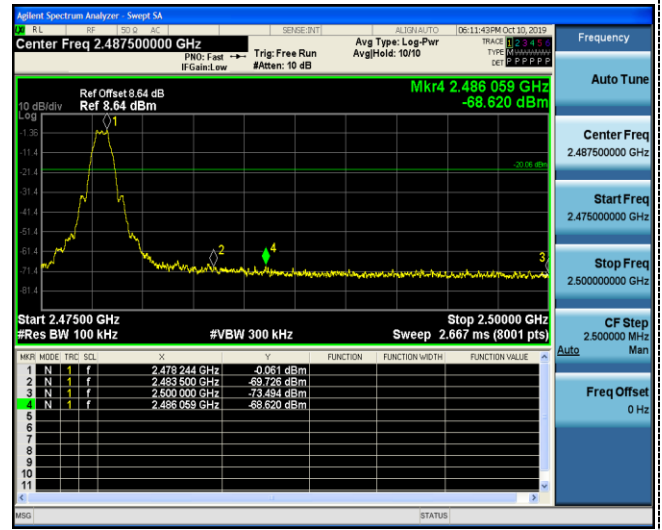 Agilent Spectrum Analyzer - Swept SA
RL RF 50 Ω AC SENSE:INT ALIGNAUTO 06:11:43PM Oct 10, 2019
Center Freq 2.487500000 GHz
PNO: Fast
IFGain:Low
Trig: Free Run
#Atten: 10 dB
Avg Type: Log-Pwr
Avg|Hold: 10/10
TRACE 1 2 3 4 5 6
TYPE M
DET P P P P P P
Frequency
Auto Tune
Center Freq
2.487500000 GHz
Start Freq
2.475000000 GHz
Stop Freq
2.500000000 GHz
CF Step
2.500000 MHz
Auto Man
Freq Offset
0 Hz
Mkr4 2.486 059 GHz
-68.620 dBm
Ref Offset 8.64 dB
10 dB/div Ref 8.64 dBm
Log
-1.36
-11.4
-21.4
-31.4
-41.4
-51.4
-61.4
-71.4
-81.4
1
-20.06 dBm
2
4
3
Start 2.47500 GHz Stop 2.50000 GHz
#Res BW 100 kHz #VBW 300 kHz Sweep 2.667 ms (8001 pts)
MKR MODE TRC SCL X Y FUNCTION FUNCTION WIDTH FUNCTION VALUE
1 N 1 f 2.478 244 GHz -0.061 dBm
2 N 1 f 2.483 500 GHz -69.726 dBm
3 N 1 f 2.500 000 GHz -73.494 dBm
4 N 1 f 2.486 059 GHz -68.620 dBm
5
6
7
8
9
10
11
MSG STATUS